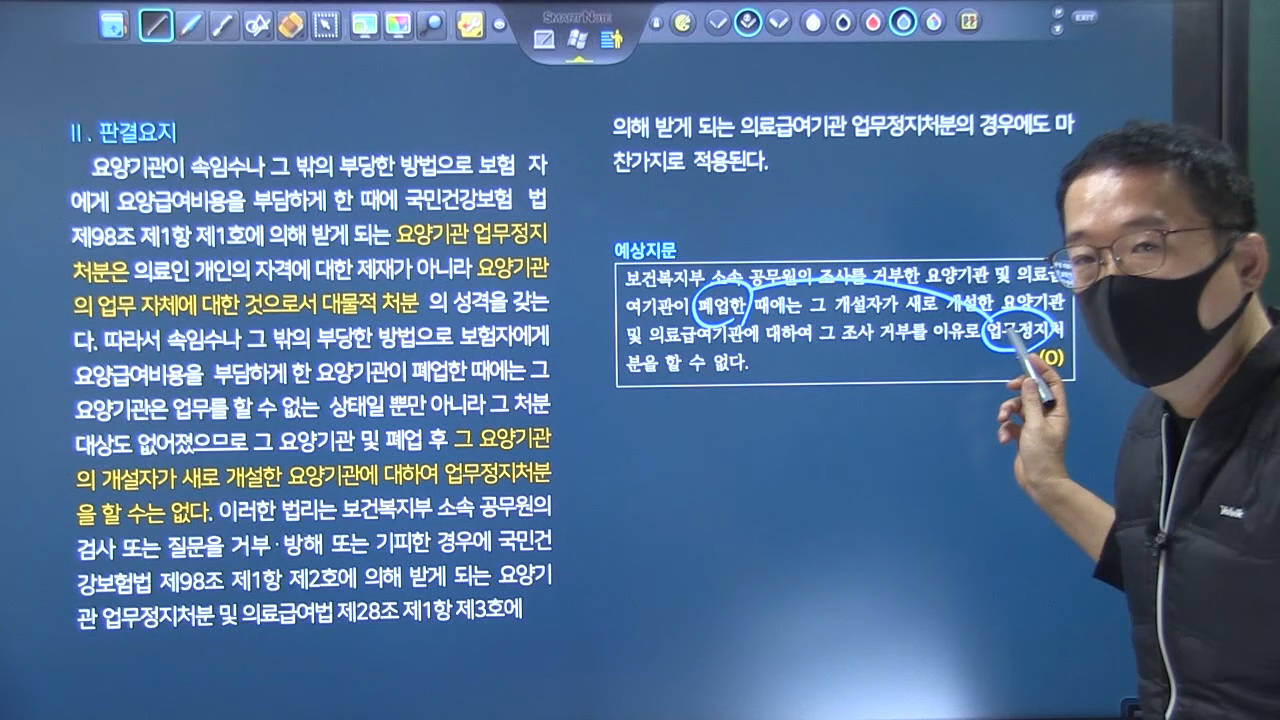 SMART NOTE
EXIT
II. 판결요지
요양기관이 속임수나 그 밖의 부당한 방법으로 보험 자
에게 요양급여비용을 부담하게 한 때에 국민건강보험 법
제98조 제1항 제1호에 의해 받게 되는 요양기관 업무정지
처분은 의료인 개인의 자격에 대한 제재가 아니라 요양기관
의 업무 자체에 대한 것으로서 대물적 처분 의 성격을 갖는
다. 따라서 속임수나 그 밖의 부당한 방법으로 보험자에게
요양급여비용을 부담하게 한 요양기관이 폐업한 때에는 그
요양기관은 업무를 할 수 없는 상태일 뿐만 아니라 그 처분
대상도 없어졌으므로 그 요양기관 및 폐업 후 그 요양기관
의 개설자가 새로 개설한 요양기관에 대하여 업무정지처분
을 할 수는 없다. 이러한 법리는 보건복지부 소속 공무원의
검사 또는 질문을 거부·방해 또는 기피한 경우에 국민건
강보험법 제98조 제1항 제2호에 의해 받게 되는 요양기
관 업무정지처분 및 의료급여법 제28조 제1항 제3호에
의해 받게 되는 의료급여기관 업무정지처분의 경우에도 마
찬가지로 적용된다.
예상지문
보건복지부 소속 공무원의 조사를 거부한 요양기관 및 의료급
여기관이 폐업한 때에는 그 개설자가 새로 개설한 요양기관
및 의료급여기관에 대하여 그 조사 거부를 이유로 업무정지처
분을 할 수 없다. (O)